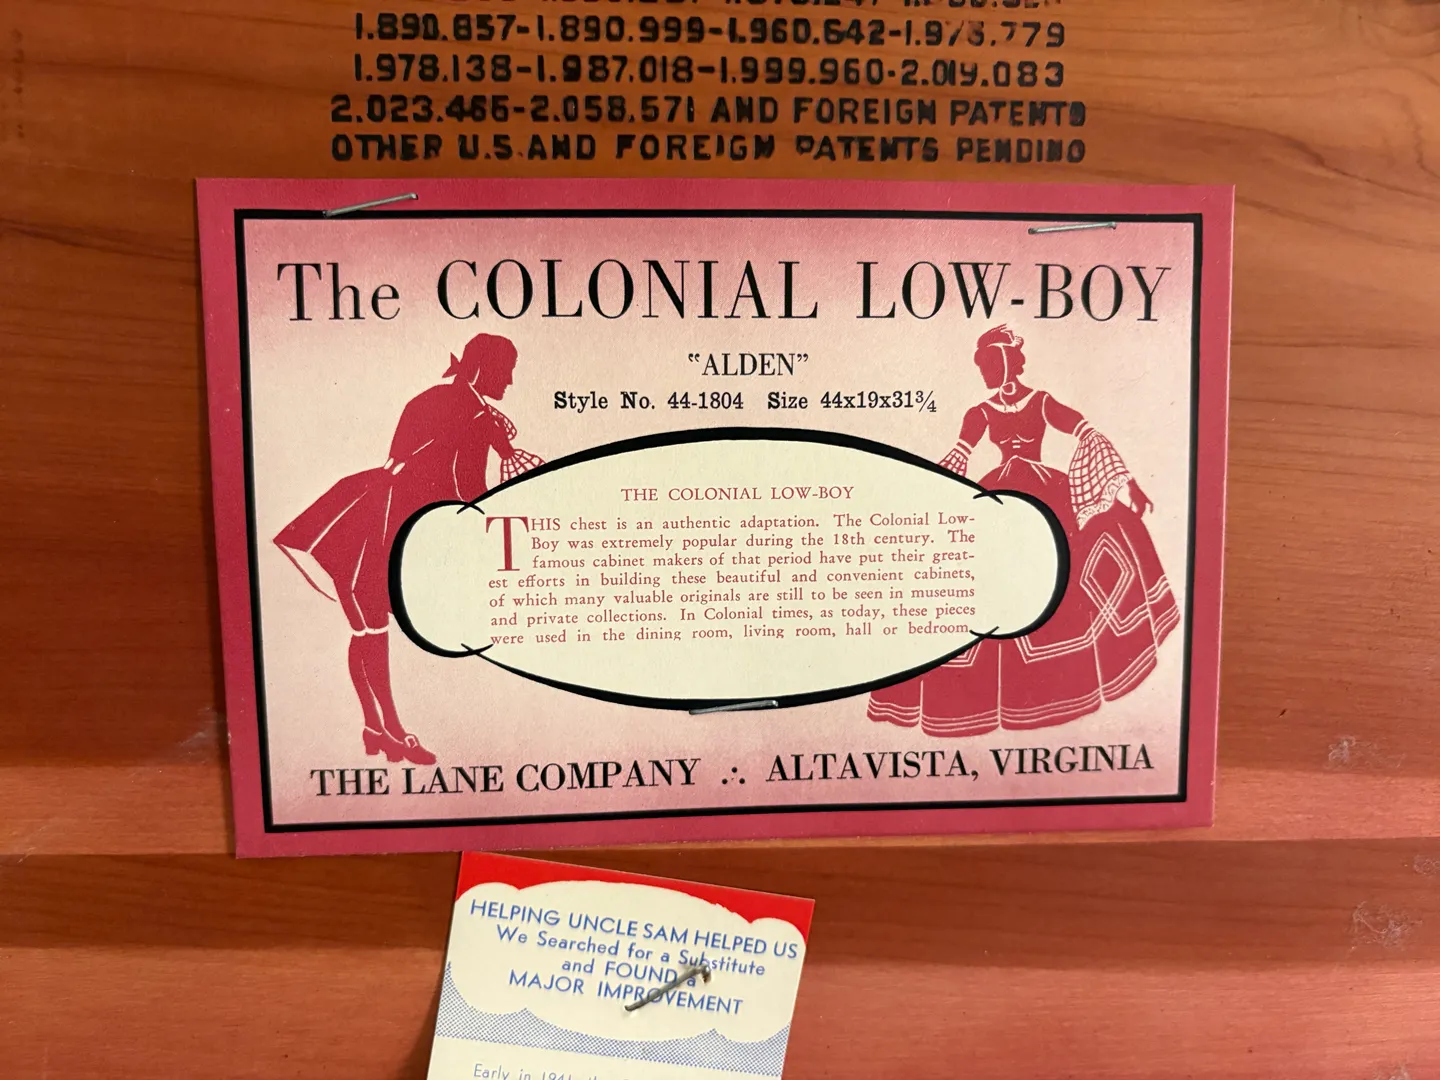 1.890.857-1.890.999-1.960.642-1.973.779
1.978.138-1.987.018-1.999.960-2.019.083
2.023.466-2.058.571 AND FOREIGN PATENTS
OTHER U.S.AND FOREIGN PATENTS PENDING
The COLONIAL LOW-BOY
"ALDEN"
Style No. 44-1804 Size 44x19x31¾
THE COLONIAL LOW-BOY
THIS chest is an authentic adaptation. The Colonial Low-
Boy was extremely popular during the 18th century. The
famous cabinet makers of that period have put their great-
est efforts in building these beautiful and convenient cabinets,
of which many valuable originals are still to be seen in museums
and private collections. In Colonial times, as today, these pieces
were used in the dining room, living room, hall or bedroom.
THE LANE COMPANY ∴ ALTAVISTA, VIRGINIA
HELPING UNCLE SAM HELPED US
We Searched for a Substitute
and FOUND a
MAJOR IMPROVEMENT
Early in 1941